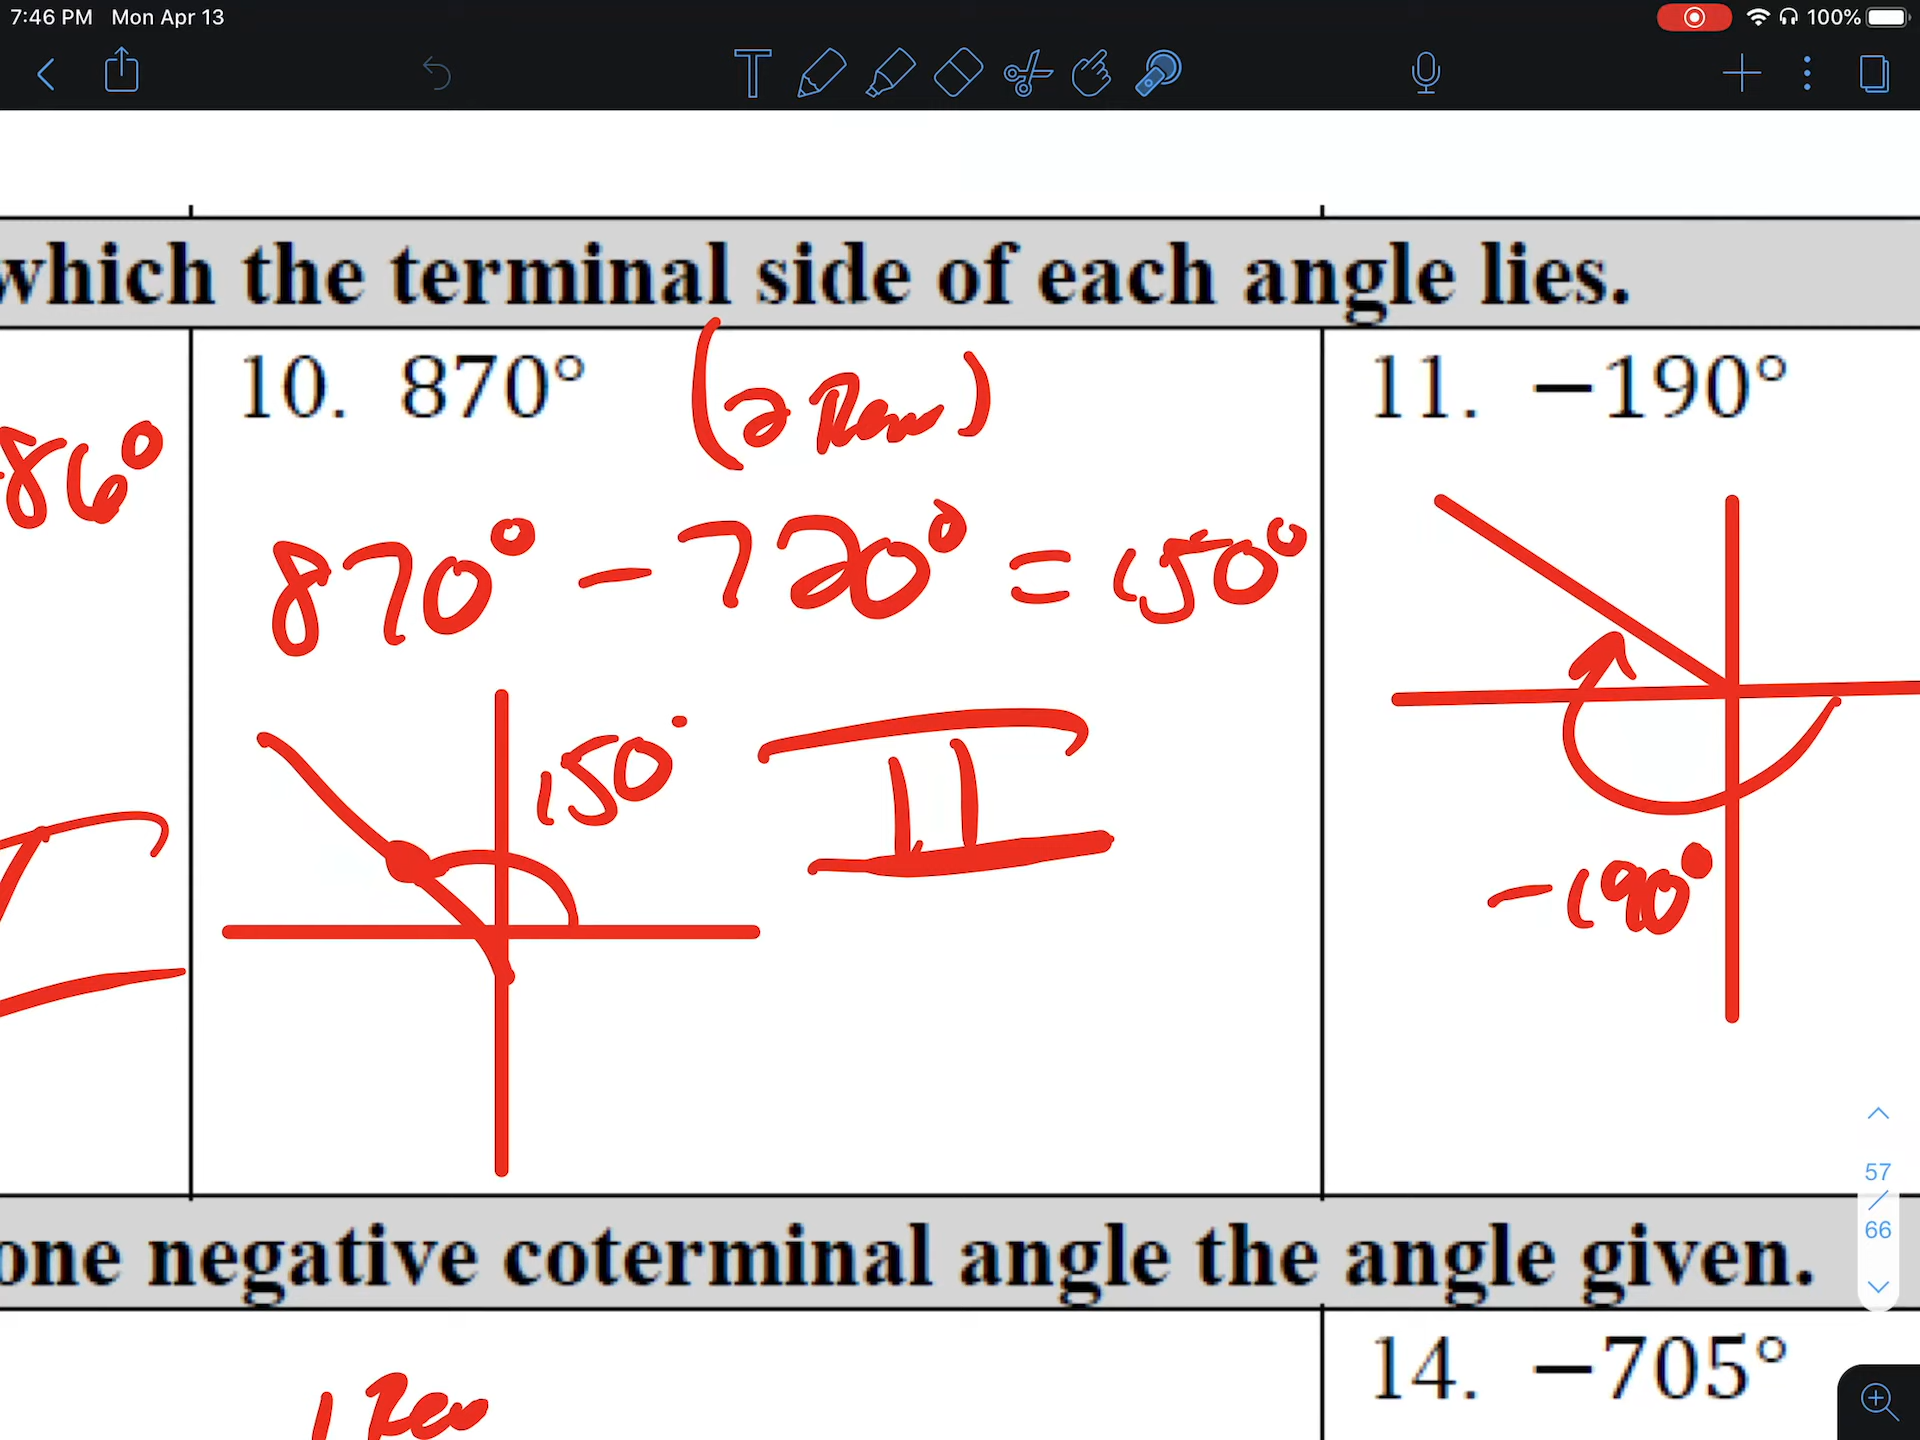 7:46 PM Mon Apr 13
100%
T
which the terminal side of each angle lies.
10. 870° (2 Rev)
11. −190°
86°
870° − 720° = 150°
150°
II
−190°
57
66
one negative coterminal angle the angle given.
14. −705°
1 Rev